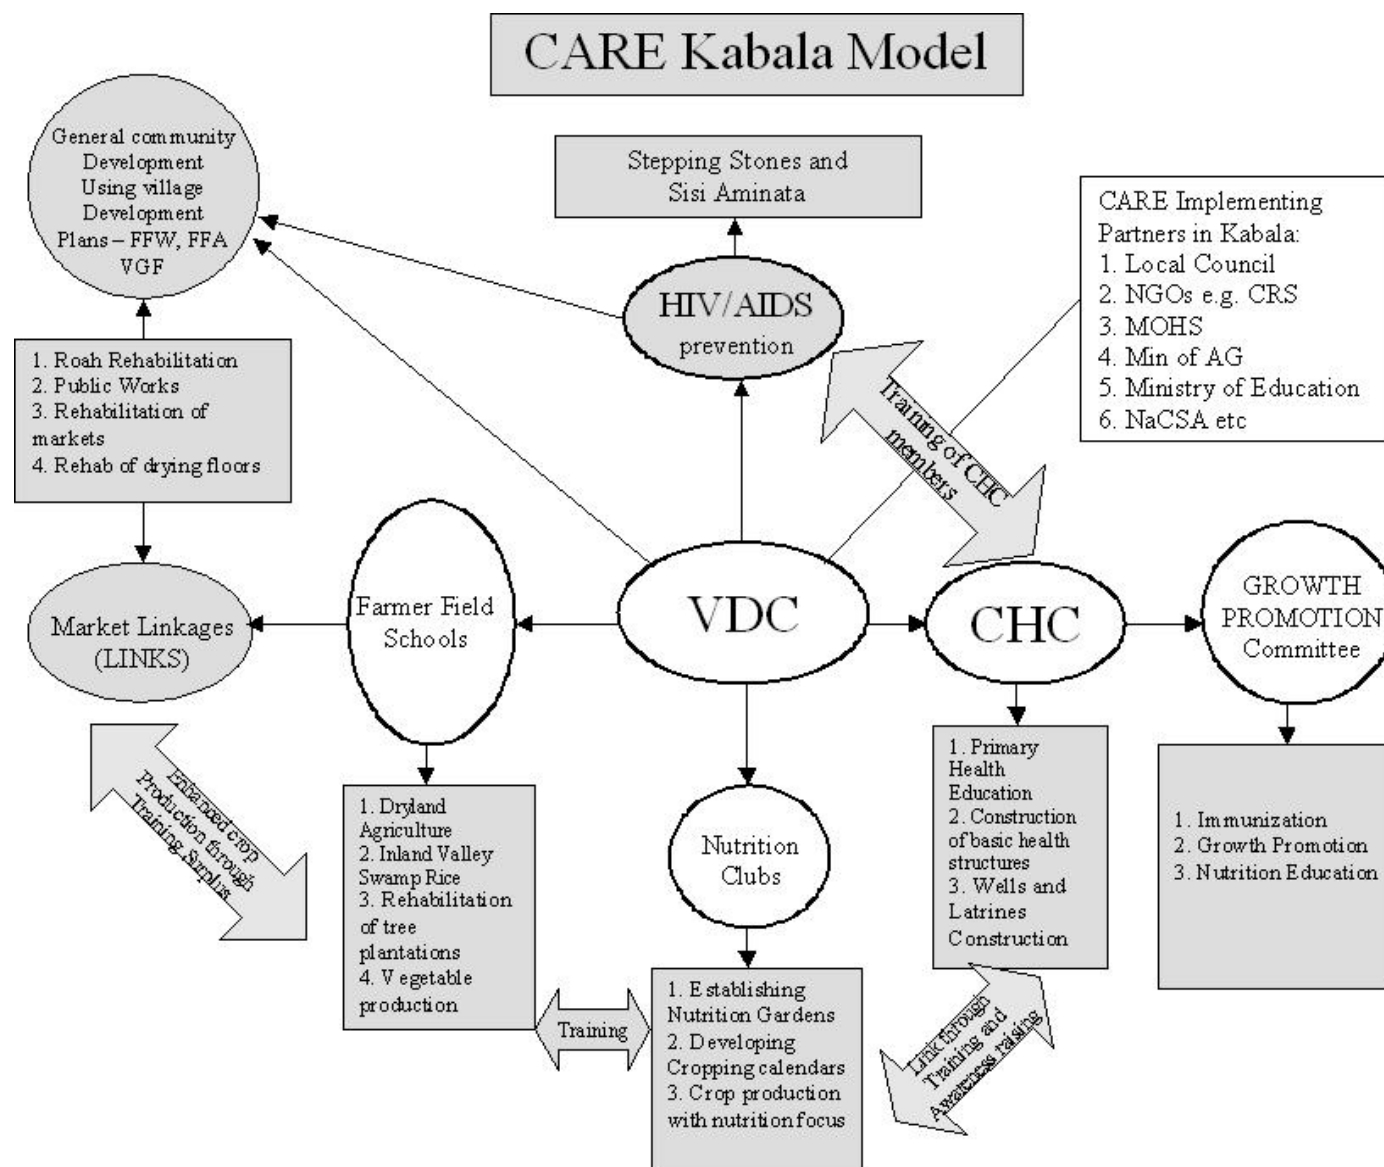 CARE Kabala Model
General community
Development
Using village
Development
Plans – FFW, FFA
VGF
Stepping Stones and
Sisi Aminata
CARE Implementing
Partners in Kabala:
1. Local Council
2. NGOs e.g. CRS
3. MOHS
4. Min of AG
5. Ministry of Education
6. NaCSA etc
HIV/AIDS
prevention
1. Roah Rehabilitation
2. Public Works
3. Rehabilitation of
markets
4. Rehab of drying floors
Training of CHC
members
Market Linkages
(LINKS)
Farmer Field
Schools
VDC
CHC
GROWTH
PROMOTION
Committee
Enhanced crop
Production through
Training, Surplus
1. Dryland
Agriculture
2. Inland Valley
Swamp Rice
3. Rehabilitation
of tree
plantations
4. Vegetable
production
Nutrition
Clubs
1. Primary
Health
Education
2. Construction
of basic health
structures
3. Wells and
Latrines
Construction
1. Immunization
2. Growth Promotion
3. Nutrition Education
Training
1. Establishing
Nutrition Gardens
2. Developing
Cropping calendars
3. Crop production
with nutrition focus
Link through
Training and
Awareness raising